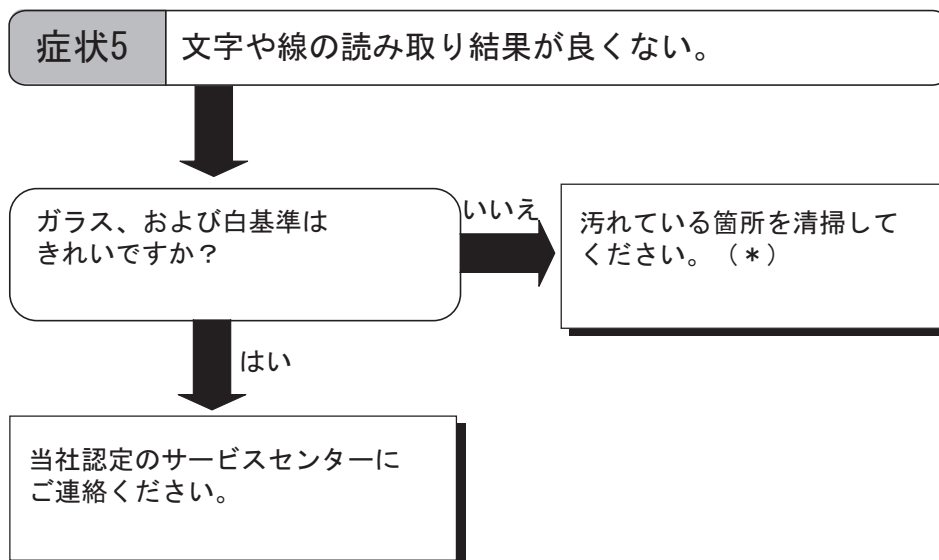 症状5
文字や線の読み取り結果が良くない。
ガラス、および白基準は
きれいですか？
いいえ
汚れている箇所を清掃して
ください。（＊）
はい
当社認定のサービスセンターに
ご連絡ください。